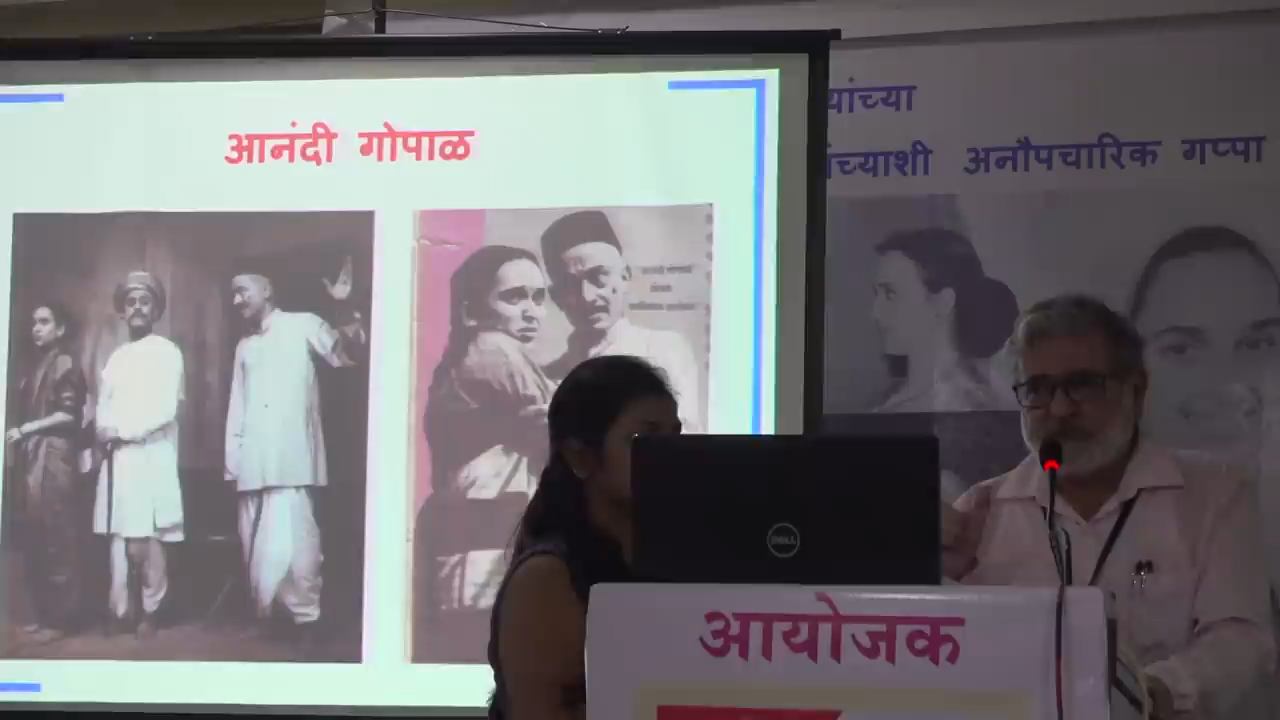 आनंदी गोपाळ
यांच्या
ंच्याशी अनौपचारिक गप्पा
DELL
आयोजक